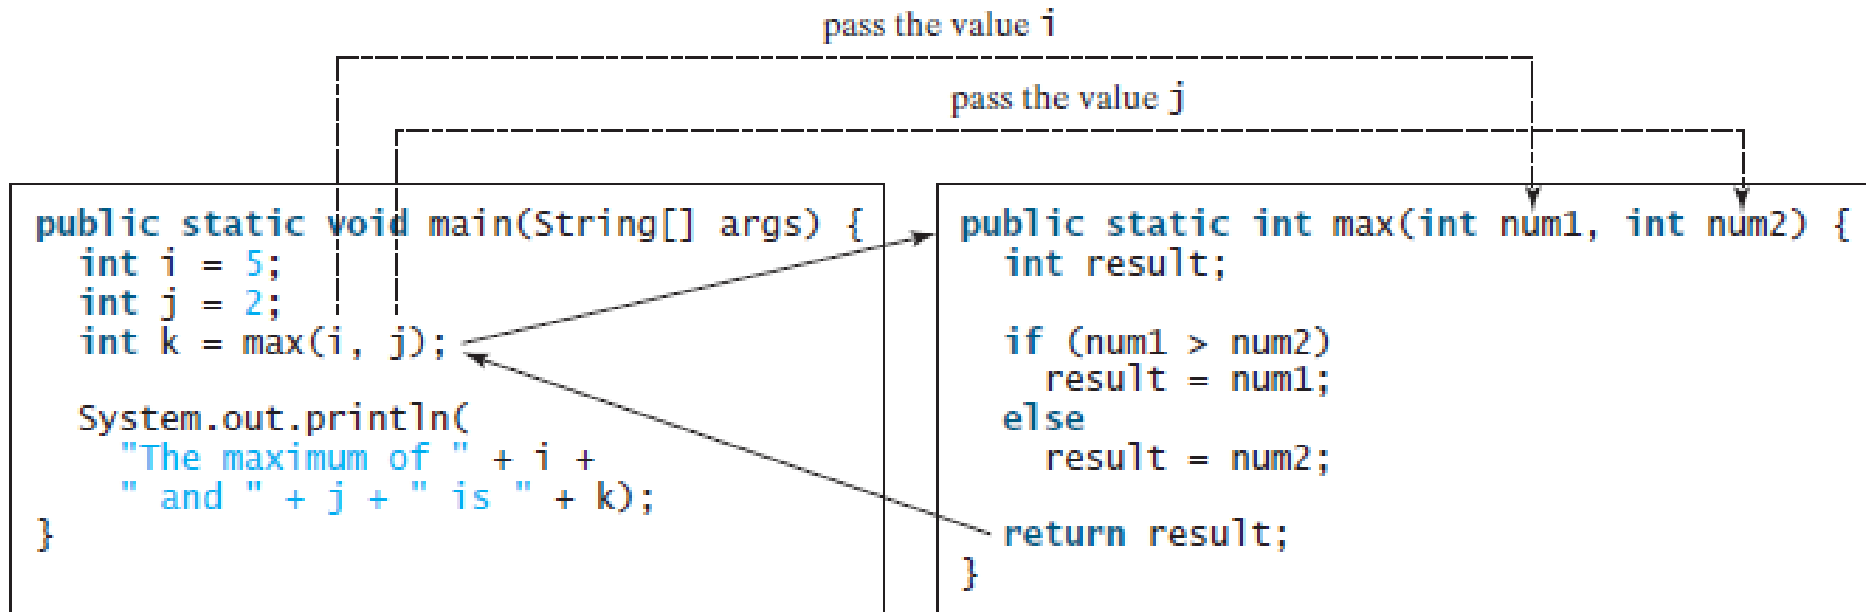 pass the value i
pass the value j
public static void main(String[] args) {
  int i = 5;
  int j = 2;
  int k = max(i, j);

  System.out.println(
    "The maximum of " + i +
    " and " + j + " is " + k);
}
public static int max(int num1, int num2) {
  int result;

  if (num1 > num2)
    result = num1;
  else
    result = num2;

  return result;
}